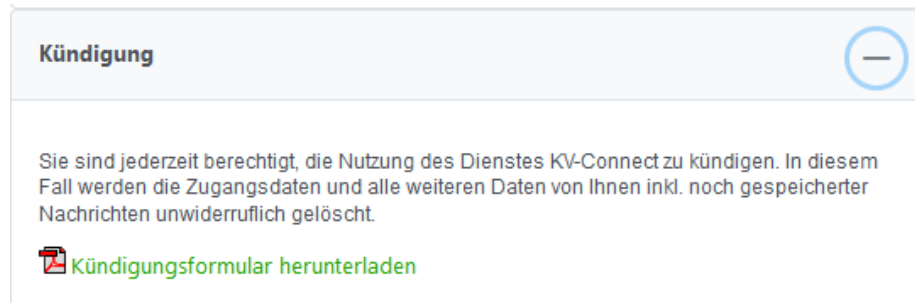 Kündigung
Sie sind jederzeit berechtigt, die Nutzung des Dienstes KV-Connect zu kündigen. In diesem
Fall werden die Zugangsdaten und alle weiteren Daten von Ihnen inkl. noch gespeicherter
Nachrichten unwiderruflich gelöscht.
Kündigungsformular herunterladen